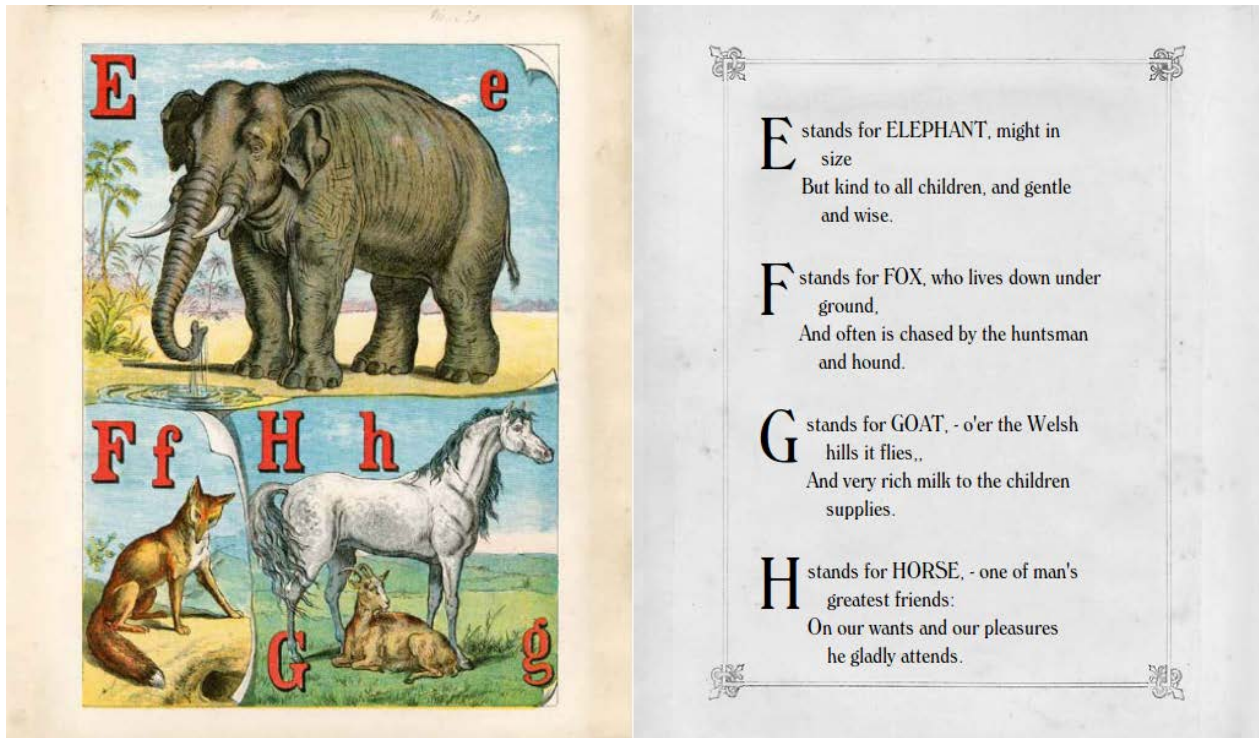 E
e
F f
H h
G
g
E stands for ELEPHANT, might in
size
But kind to all children, and gentle
and wise.
F stands for FOX, who lives down under
ground,
And often is chased by the huntsman
and hound.
G stands for GOAT, - o'er the Welsh
hills it flies,,
And very rich milk to the children
supplies.
H stands for HORSE, - one of man's
greatest friends:
On our wants and our pleasures
he gladly attends.